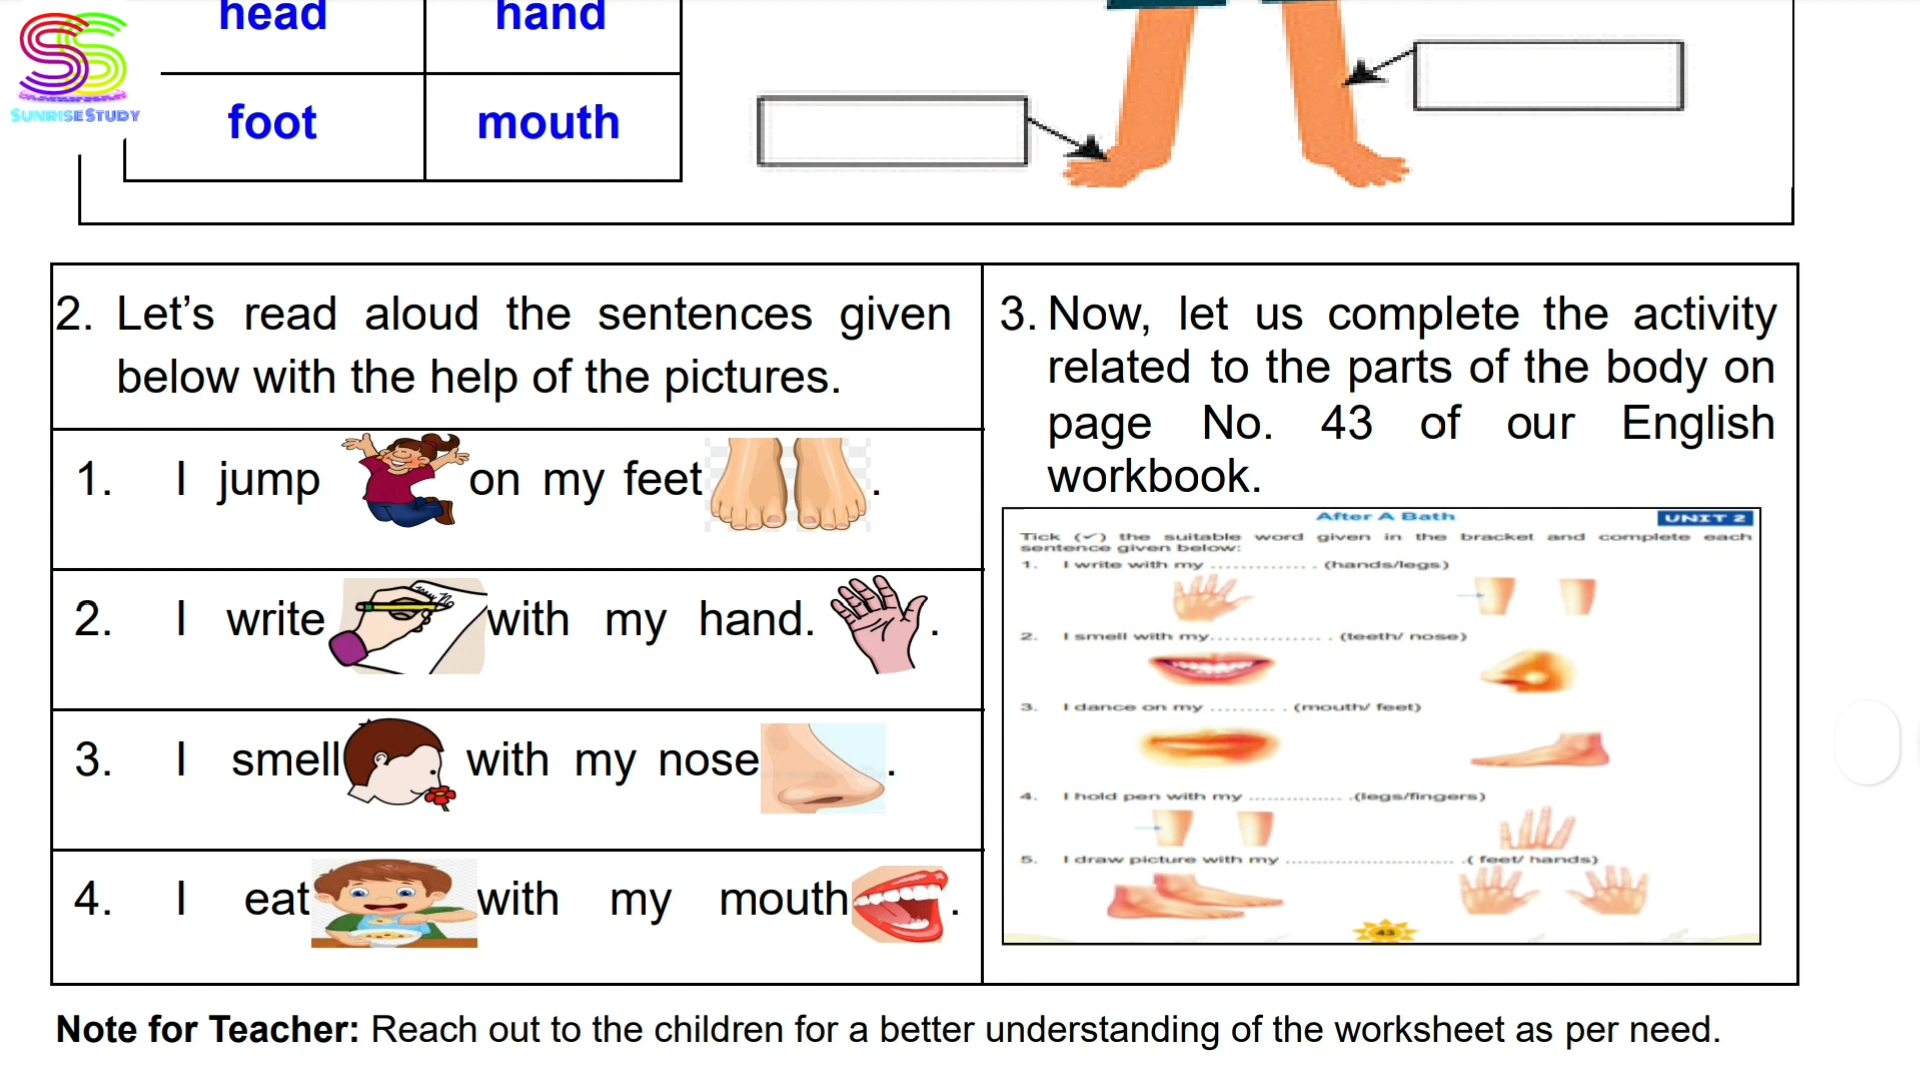 head hand
SUNRISESTUDY
foot mouth
2. Let's read aloud the sentences given
below with the help of the pictures.
1. I jump on my feet .
2. I write with my hand. .
3. I smell with my nose .
4. I eat with my mouth .
3. Now, let us complete the activity
related to the parts of the body on
page No. 43 of our English
workbook.
After A Bath UNIT 2
Tick (✓) the suitable word given in the bracket and complete each
sentence given below:
1. I write with my ............. . (hands/legs)
2. I smell with my.............. . (teeth/ nose)
3. I dance on my ......... . (mouth/ feet)
4. I hold pen with my .............. .(legs/fingers)
5. I draw picture with my ......................... .( feet/ hands)
43
Note for Teacher: Reach out to the children for a better understanding of the worksheet as per need.